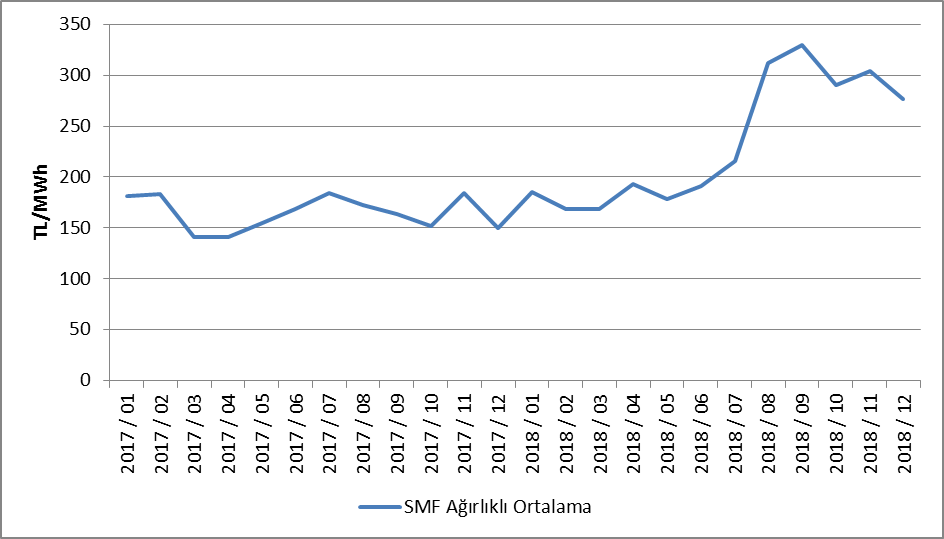 350
300
250
200
150
100
50
0
TL/MWh
2017 / 01
2017 / 02
2017 / 03
2017 / 04
2017 / 05
2017 / 06
2017 / 07
2017 / 08
2017 / 09
2017 / 10
2017 / 11
2017 / 12
2018 / 01
2018 / 02
2018 / 03
2018 / 04
2018 / 05
2018 / 06
2018 / 07
2018 / 08
2018 / 09
2018 / 10
2018 / 11
2018 / 12
SMF Ağırlıklı Ortalama